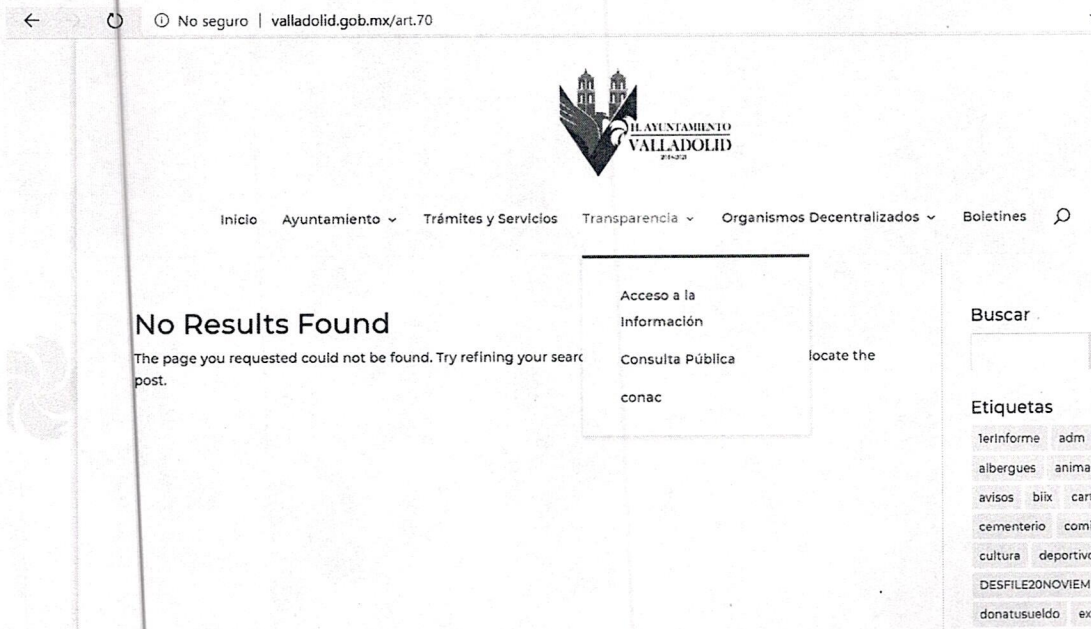 No seguro | valladolid.gob.mx/art.70
H. AYUNTAMIENTO
VALLADOLID
Inicio Ayuntamiento Trámites y Servicios Transparencia Organismos Decentralizados Boletines
Acceso a la
Información
Consulta Pública
conac
No Results Found
The page you requested could not be found. Try refining your searc locate the
post.
Buscar
Etiquetas
1erInforme adm
albergues anima
avisos biix car
cementerio com
cultura deportivo
DESFILE20NOVIEM
donatusueldo ex